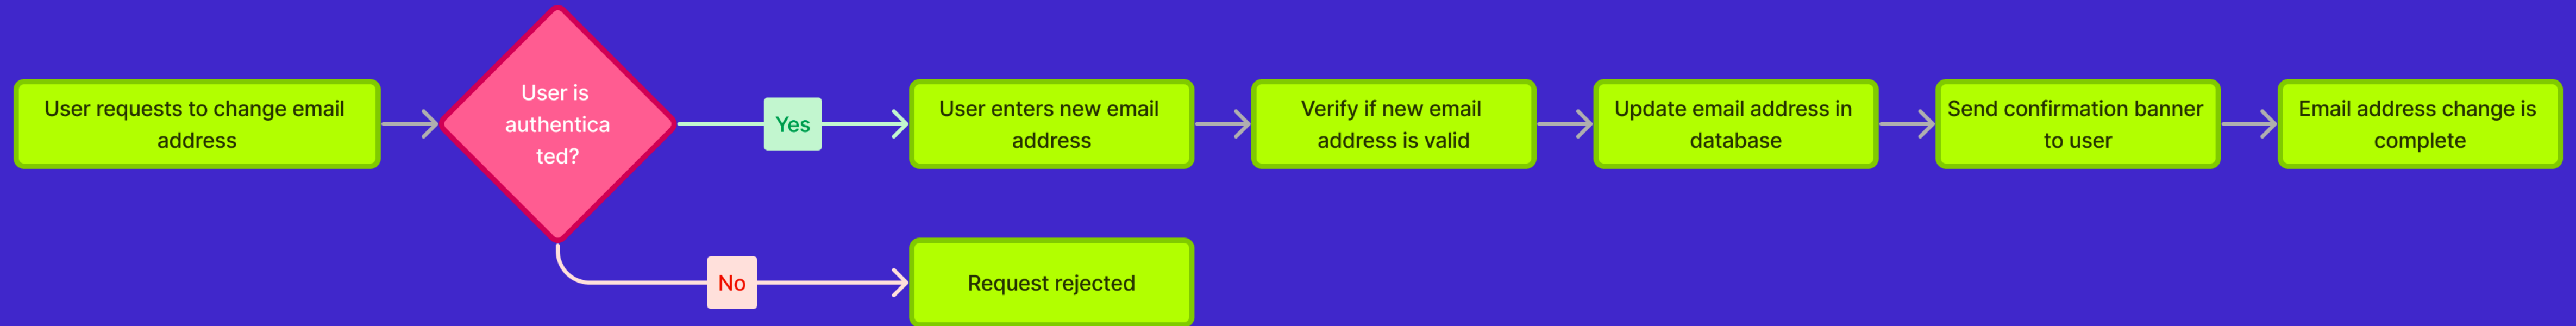 User requests to change email
address
User is
authentica
ted?
Yes
User enters new email
address
Verify if new email
address is valid
Update email address in
database
Send confirmation banner
to user
Email address change is
complete
No
Request rejected